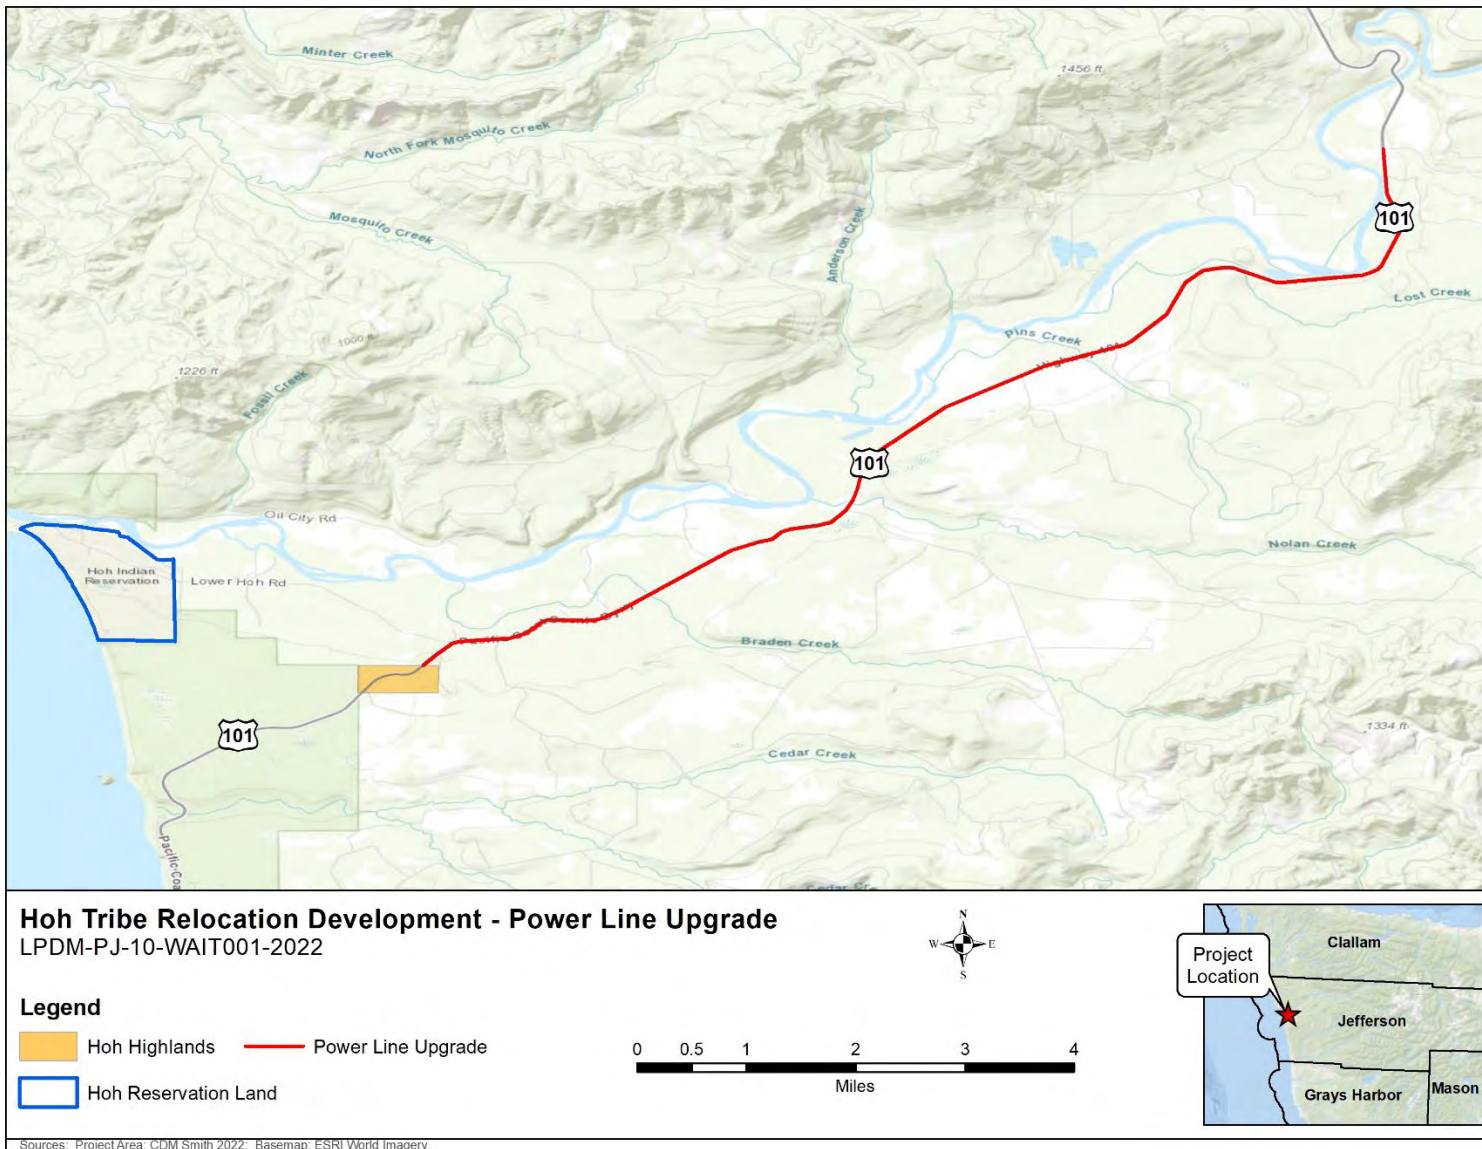 Minter Creek
1456 ft
North Fork Mosquito Creek
Mosquito Creek
Anderson Creek
101
Lost Creek
Pins Creek
1000 ft
1226 ft
Fossil Creek
101
Oil City Rd
Nolan Creek
Hoh Indian
Reservation
Lower Hoh Rd
Braden Creek
1334 ft
101
Cedar Creek
Pacific-Coa
Hoh Tribe Relocation Development - Power Line Upgrade
LPDM-PJ-10-WAIT001-2022
N
W
E
S
Legend
Hoh Highlands
Power Line Upgrade
Hoh Reservation Land
0 0.5 1 2 3 4
Miles
Project
Location
Clallam
Jefferson
Grays Harbor
Mason
Sources: Project Area: CDM Smith 2022; Basemap: ESRI World Imagery